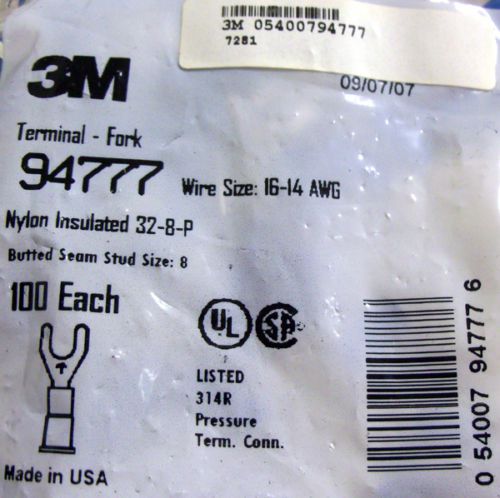 3M 05400794777
7281
09/07/07
3M
Terminal - Fork
94777 Wire Size: 16-14 AWG
Nylon Insulated 32-8-P
Butted Seam Stud Size: 8
100 Each
UL SA
LISTED
314R
Pressure
Term. Conn.
Made in USA
0 54007 94777 6